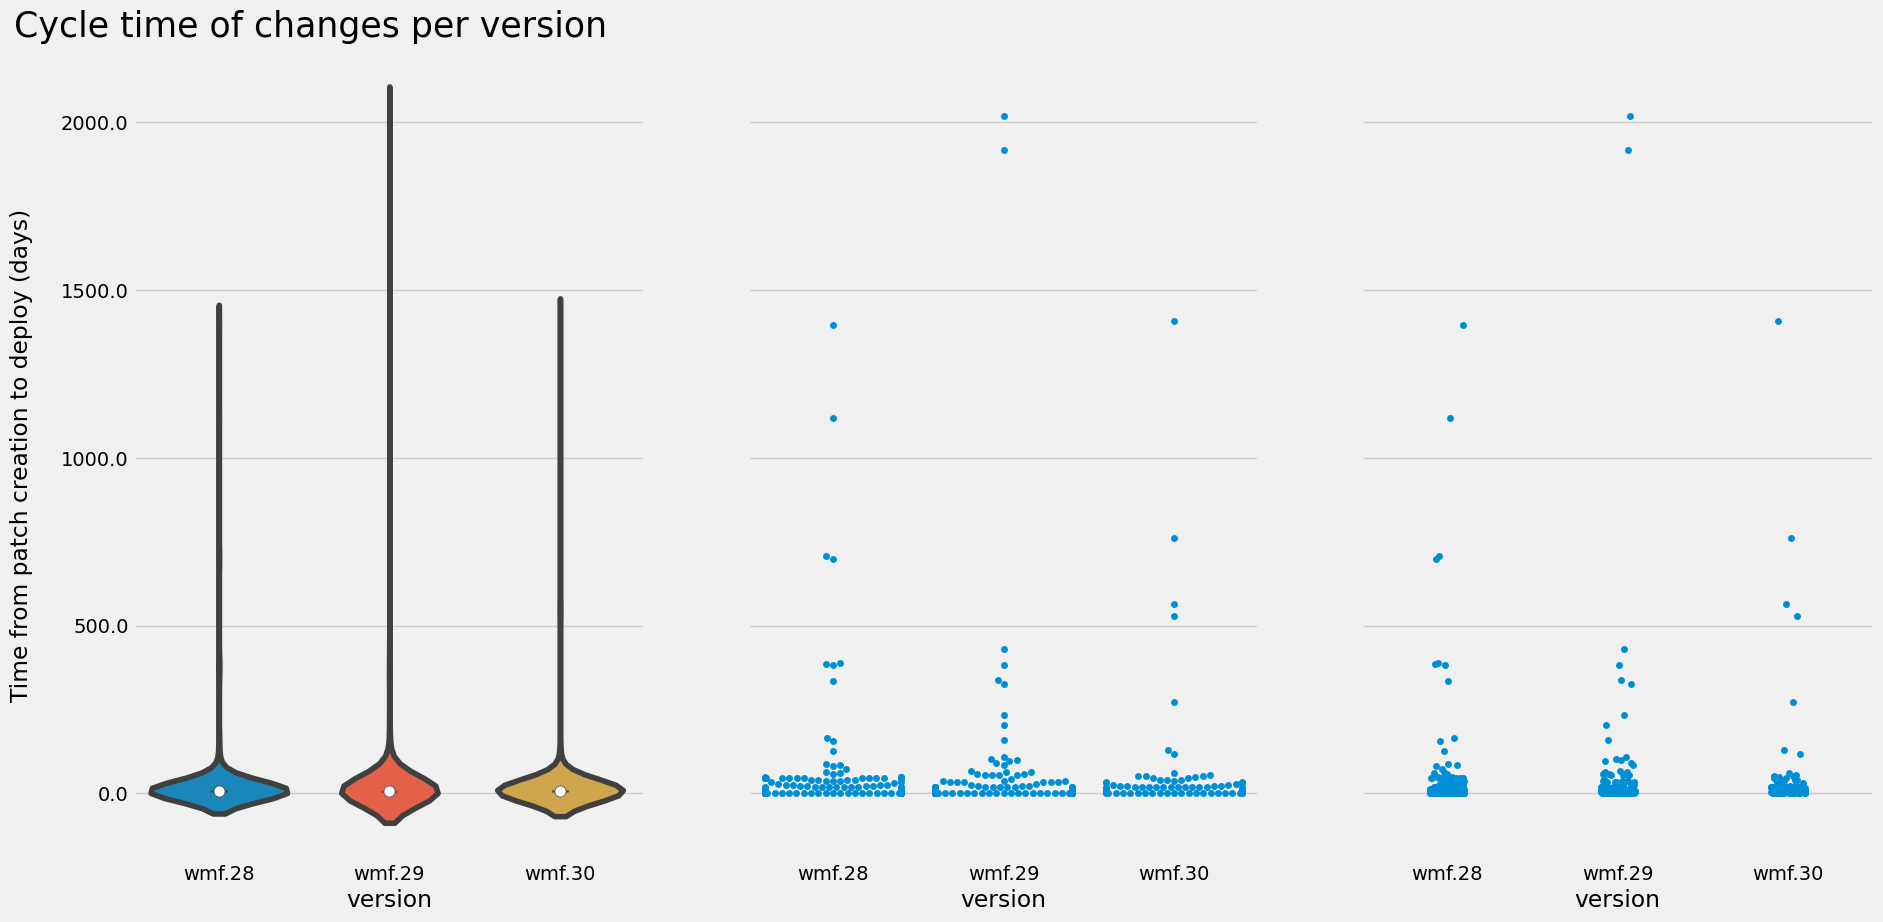 Cycle time of changes per version
Time from patch creation to deploy (days)
2000.0
1500.0
1000.0
500.0
0.0
wmf.28 wmf.29 wmf.30
version
wmf.28 wmf.29 wmf.30
version
wmf.28 wmf.29 wmf.30
version